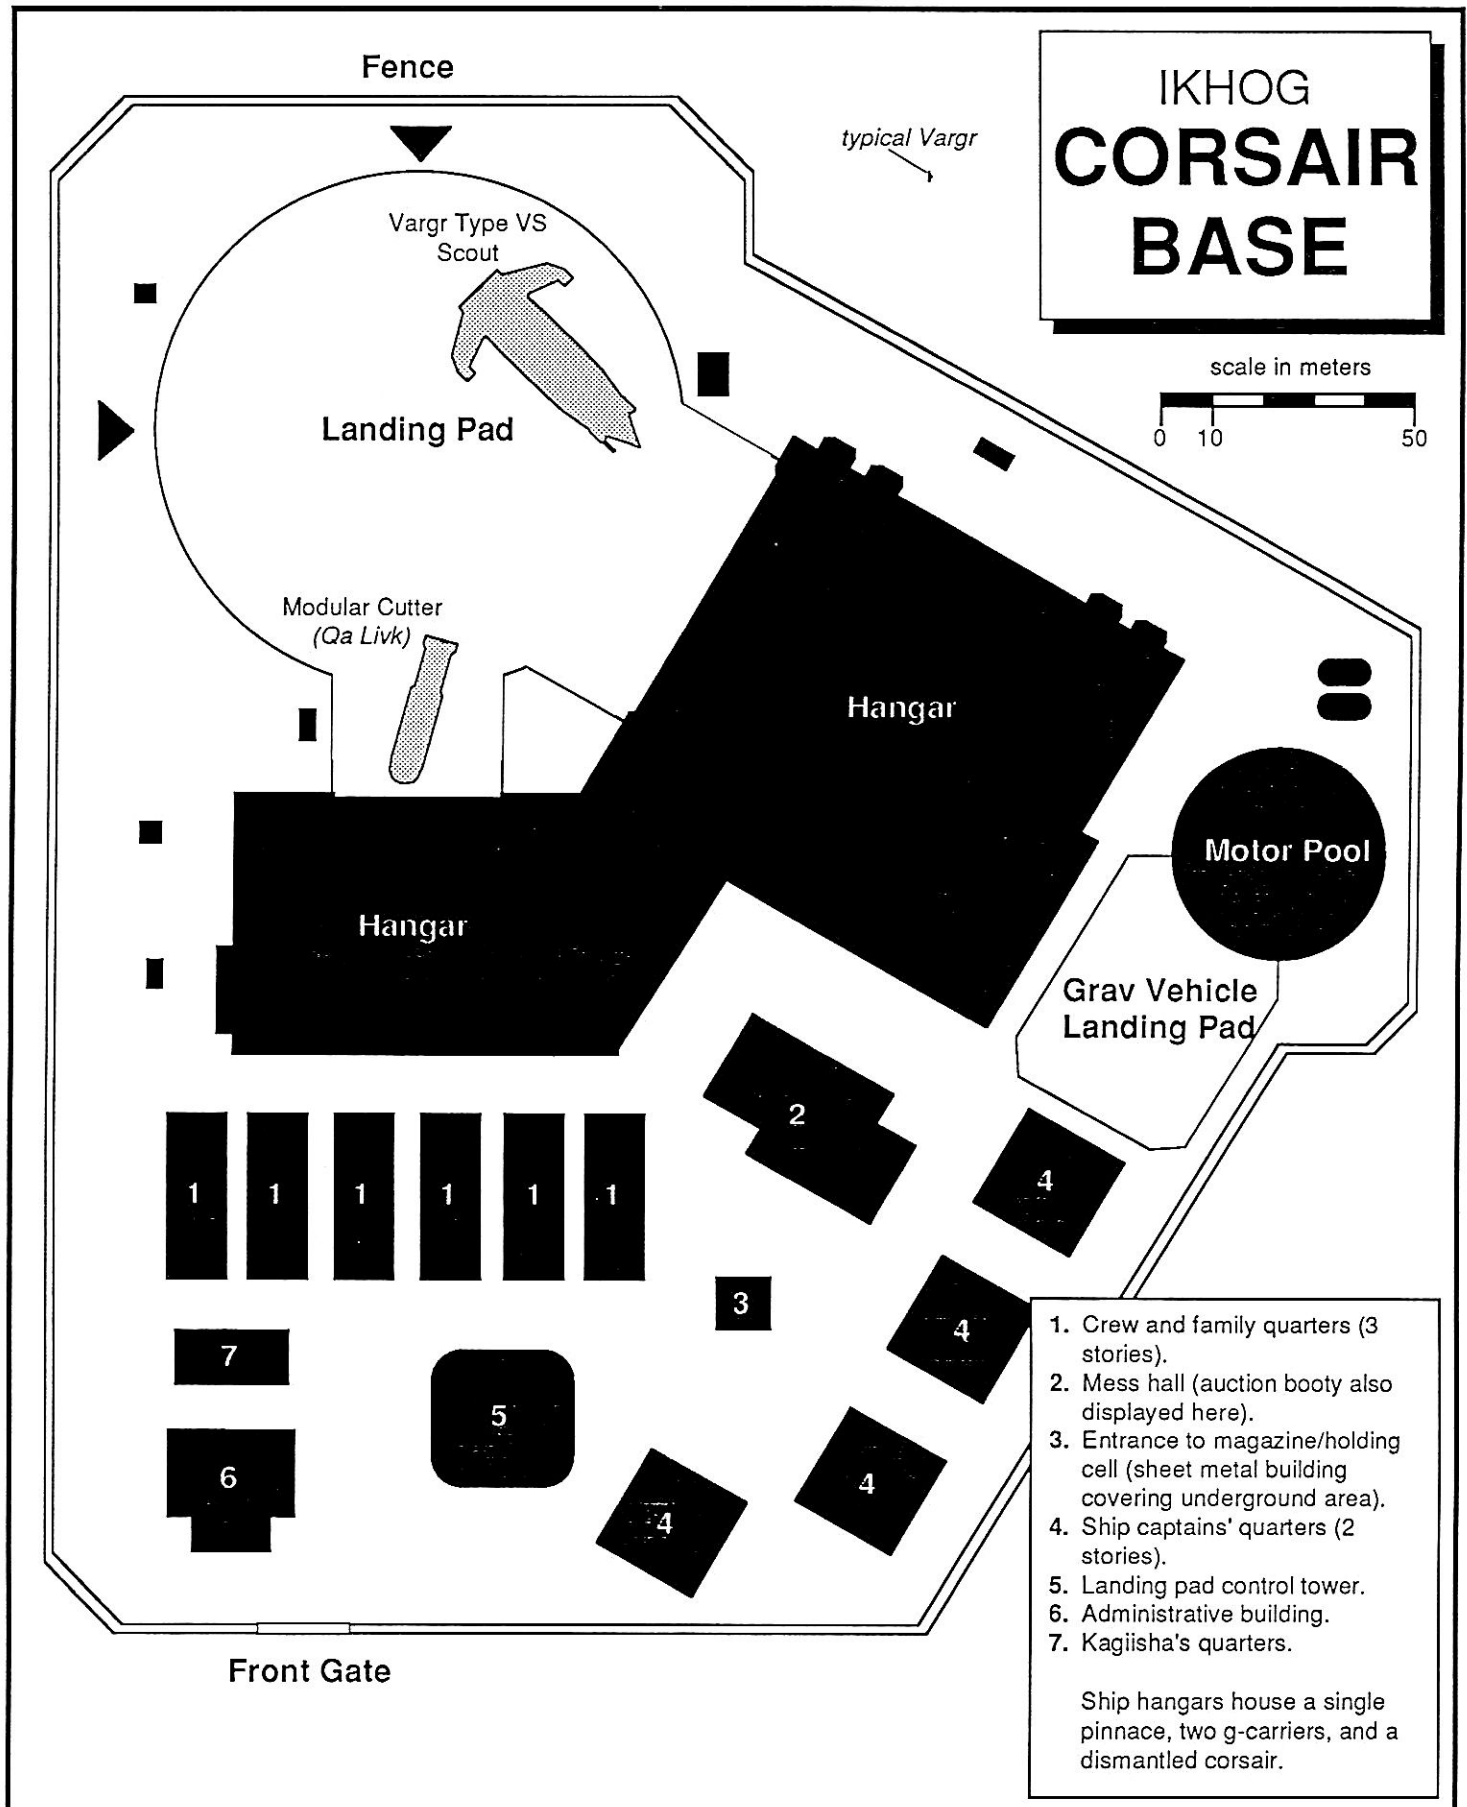 Fence
IKHOG
CORSAIR
BASE
typical Vargr
Vargr Type VS
Scout
scale in meters
0 10 50
Landing Pad
Modular Cutter
(Qa Livk)
Hangar
Motor Pool
Hangar
Grav Vehicle
Landing Pad
2
4
1 1 1 1 1 1
3
4
7
5
4
6
4
1. Crew and family quarters (3
stories).
2. Mess hall (auction booty also
displayed here).
3. Entrance to magazine/holding
cell (sheet metal building
covering underground area).
4. Ship captains' quarters (2
stories).
5. Landing pad control tower.
6. Administrative building.
7. Kagiisha's quarters.
Ship hangars house a single
pinnace, two g-carriers, and a
dismantled corsair.
Front Gate